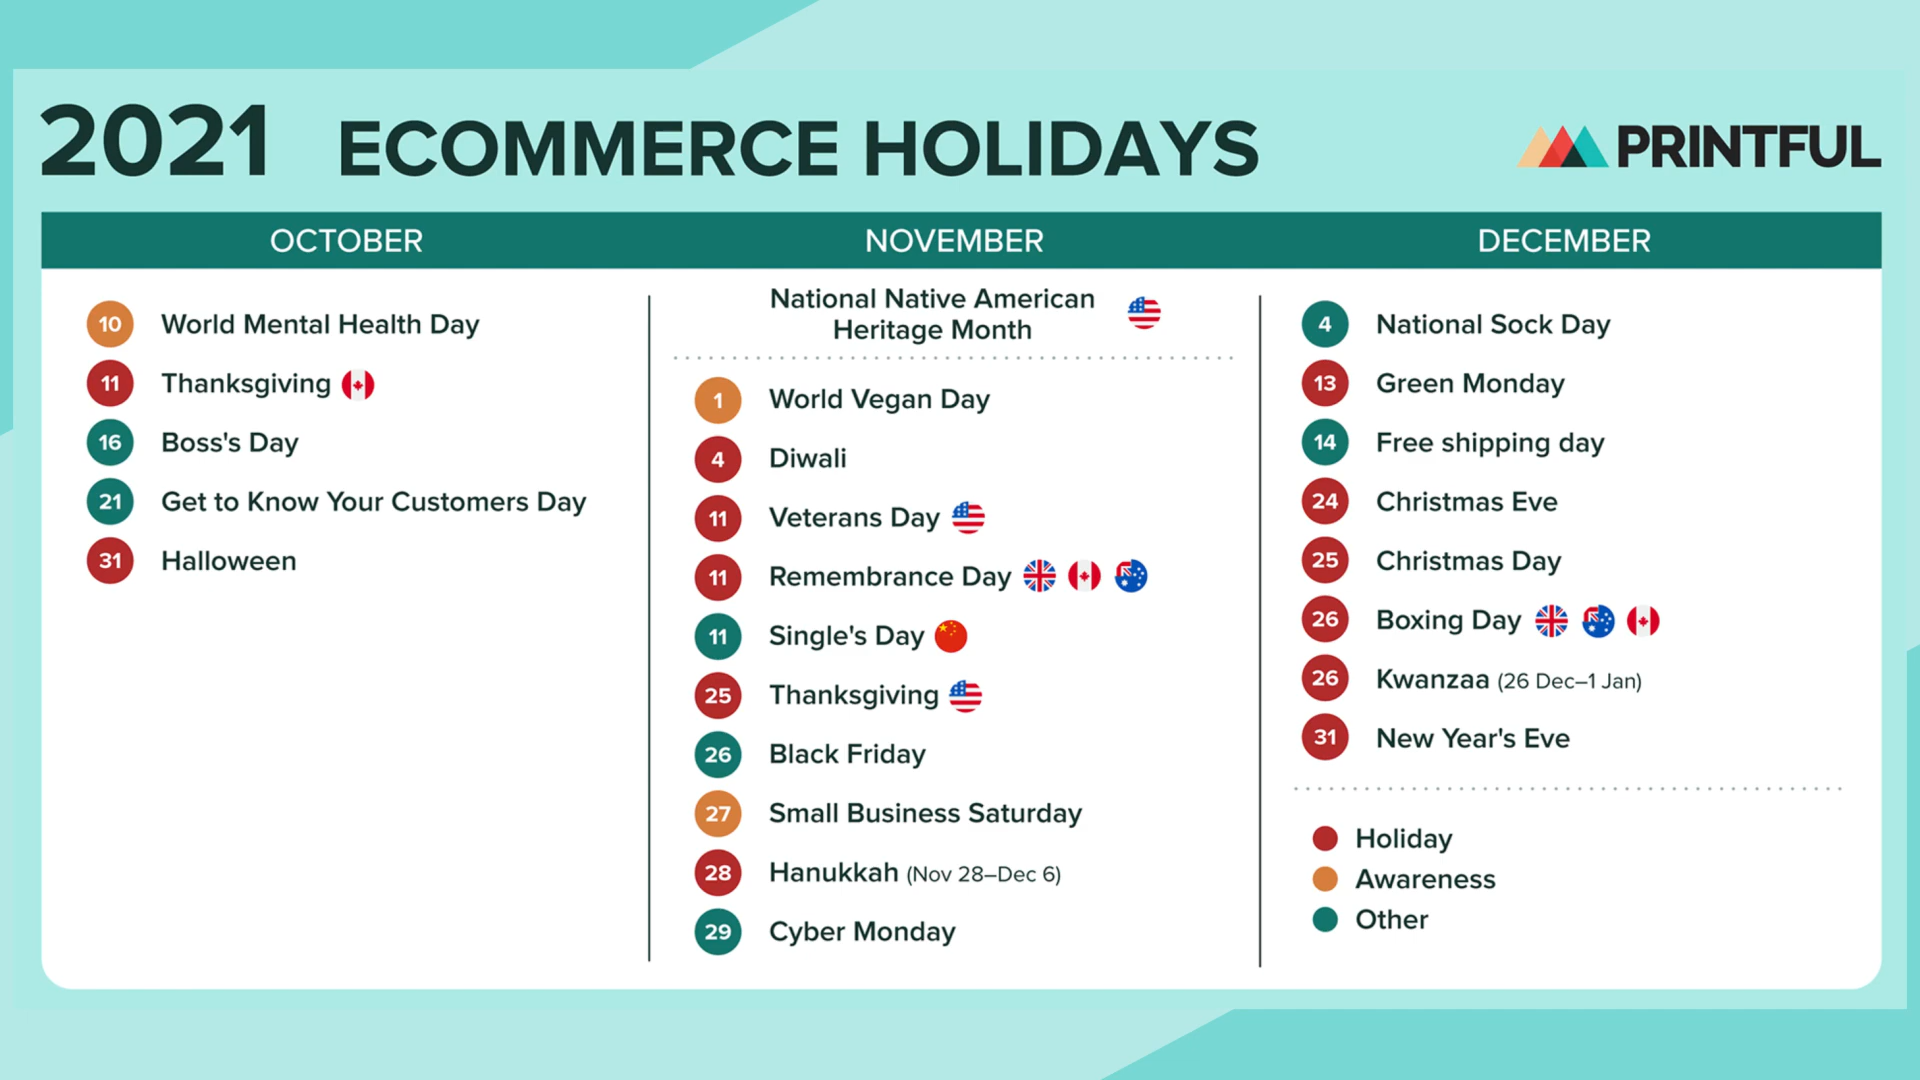 2021 ECOMMERCE HOLIDAYS
PRINTFUL
OCTOBER
NOVEMBER
DECEMBER
10 World Mental Health Day
11 Thanksgiving
16 Boss's Day
21 Get to Know Your Customers Day
31 Halloween
National Native American
Heritage Month
1 World Vegan Day
4 Diwali
11 Veterans Day
11 Remembrance Day
11 Single's Day
25 Thanksgiving
26 Black Friday
27 Small Business Saturday
28 Hanukkah (Nov 28–Dec 6)
29 Cyber Monday
4 National Sock Day
13 Green Monday
14 Free shipping day
24 Christmas Eve
25 Christmas Day
26 Boxing Day
26 Kwanzaa (26 Dec–1 Jan)
31 New Year's Eve
Holiday
Awareness
Other